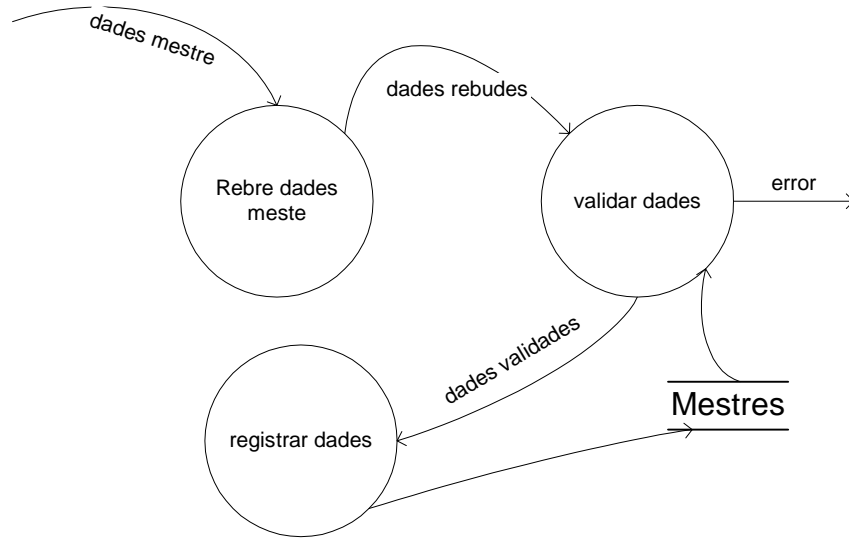 dades mestre
dades rebudes
Rebre dades
meste
validar dades
error
dades validades
Mestres
registrar dades